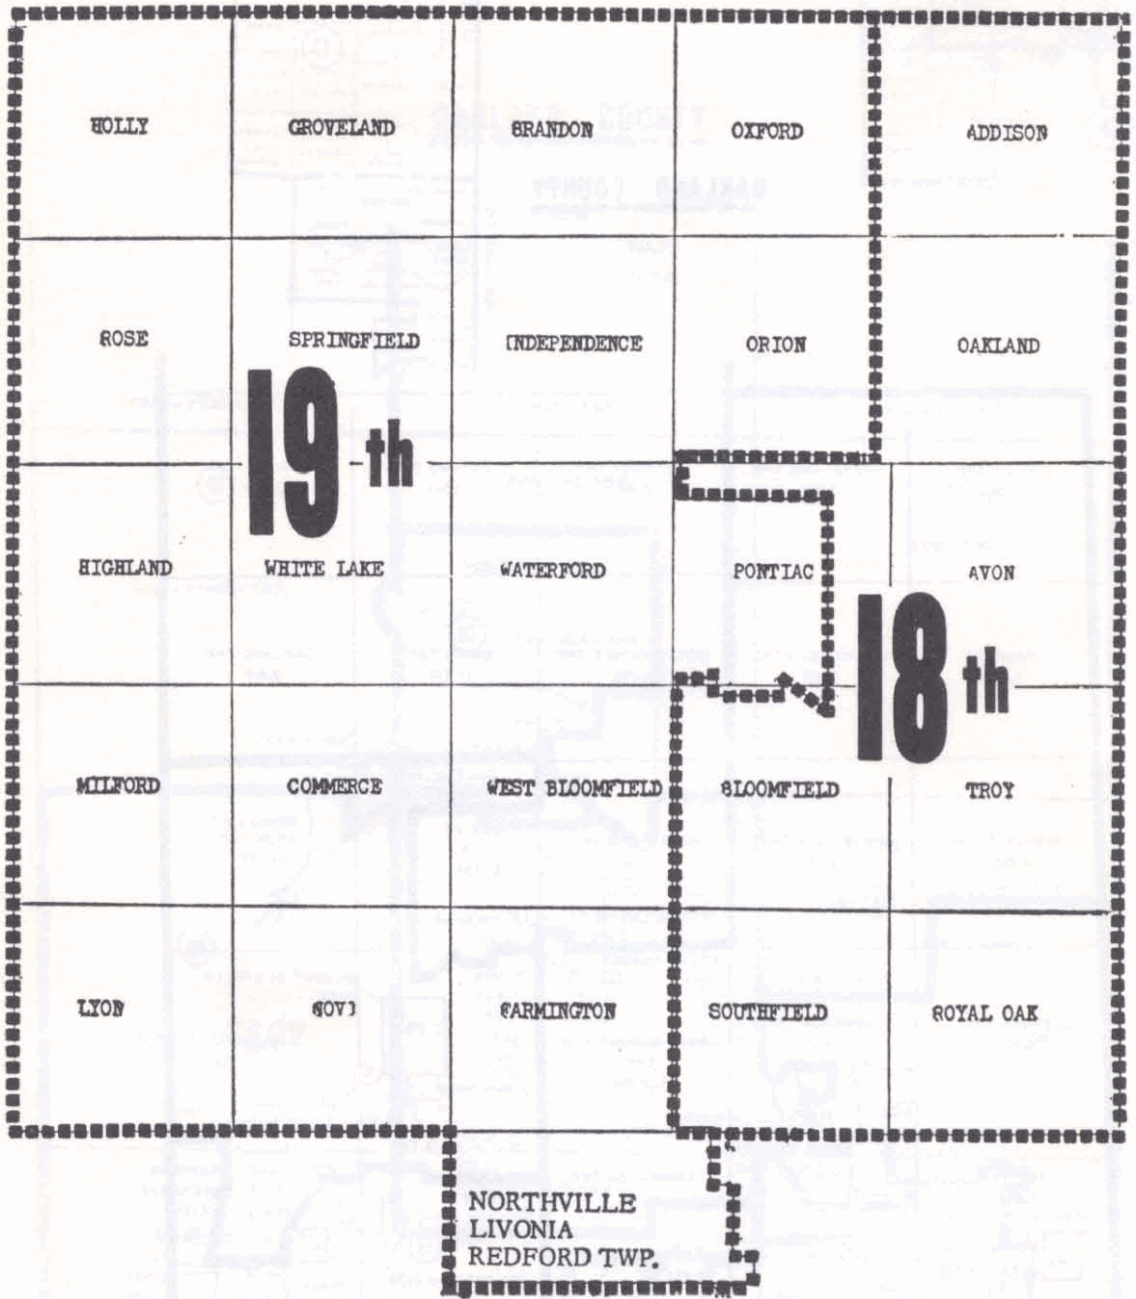 HOLLY GROVELAND BRANDON OXFORD ADDISON
ROSE SPRINGFIELD INDEPENDENCE ORION OAKLAND
19th
HIGHLAND WHITE LAKE WATERFORD PONTIAC AVON
18th
MILFORD COMMERCE WEST BLOOMFIELD BLOOMFIELD TROY
LYON NOVI FARMINGTON SOUTHFIELD ROYAL OAK
NORTHVILLE
LIVONIA
REDFORD TWP.